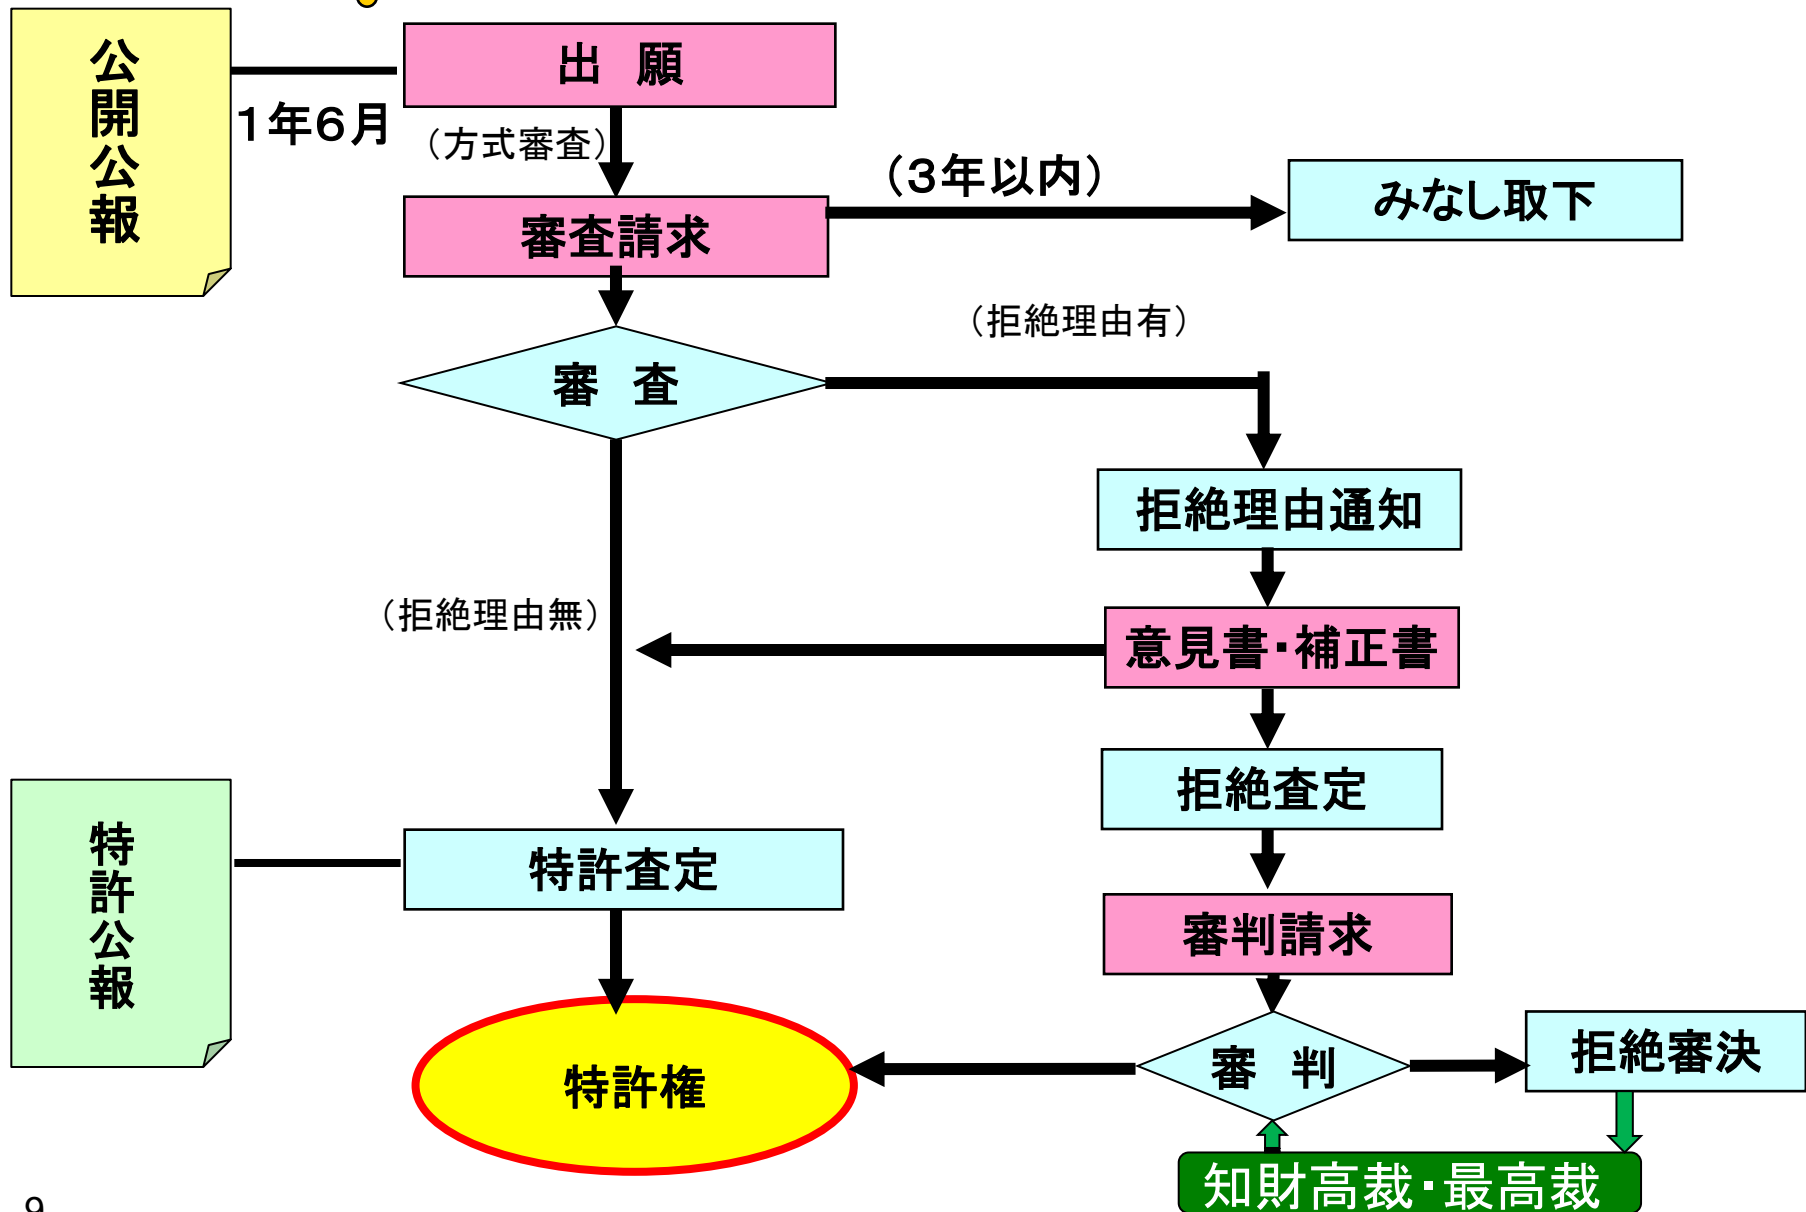 公開公報
出　願
1年6月
（方式審査）
（3年以内）
みなし取下
審査請求
（拒絶理由有）
審　査
拒絶理由通知
（拒絶理由無）
意見書・補正書
拒絶査定
特許公報
特許査定
審判請求
拒絶審決
審　判
特許権
知財高裁・最高裁
9